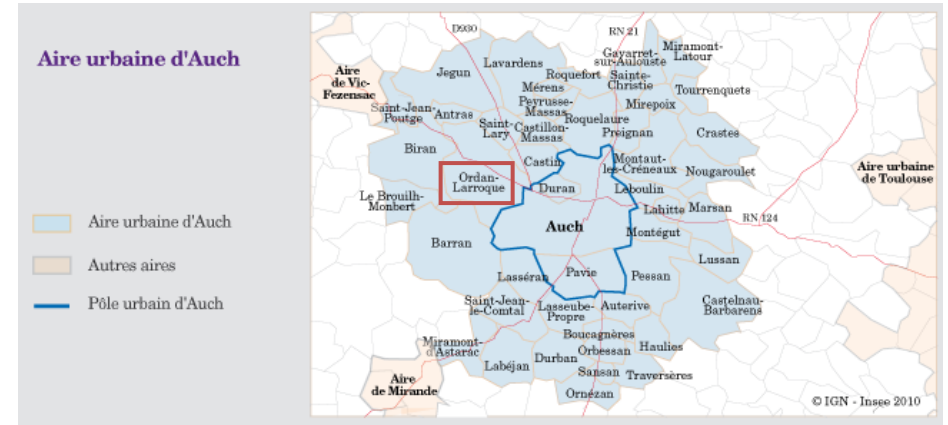 Aire urbaine d'Auch
Aire urbaine d'Auch
Autres aires
Pôle urbain d'Auch
D930
RN 21
Lavardens
Gavarret-
sur-Aulouste
Miramont-
Latour
Aire
de Vic-
Fezensac
Jegun
Roquefort
Sainte-
Christie
Mérens
Tourrenquets
Saint-Jean-
Poutge
Antras
Peyrusse-
Massas
Mirepoix
Saint-
Lary
Castillon-
Massas
Roquelaure
Preignan
Crastes
Biran
Castin
Montaut-
les-Créneaux
Nougaroulet
Aire urbaine
de Toulouse
Ordan-
Larroque
Duran
Leboulin
Le Brouilh-
Monbert
Lahitte
Marsan
RN 124
Auch
Montégut
Barran
Lussan
Lasséran
Pavie
Pessan
Saint-Jean-
le-Comtal
Lasseube-
Propre
Auterive
Castelnau-
Barbarens
Boucagnères
Miramont-
d'Astarac
Orbessan
Haulies
Labéjan
Durban
Sansan
Traversères
Aire
de Mirande
Ornézan
© IGN - Insee 2010